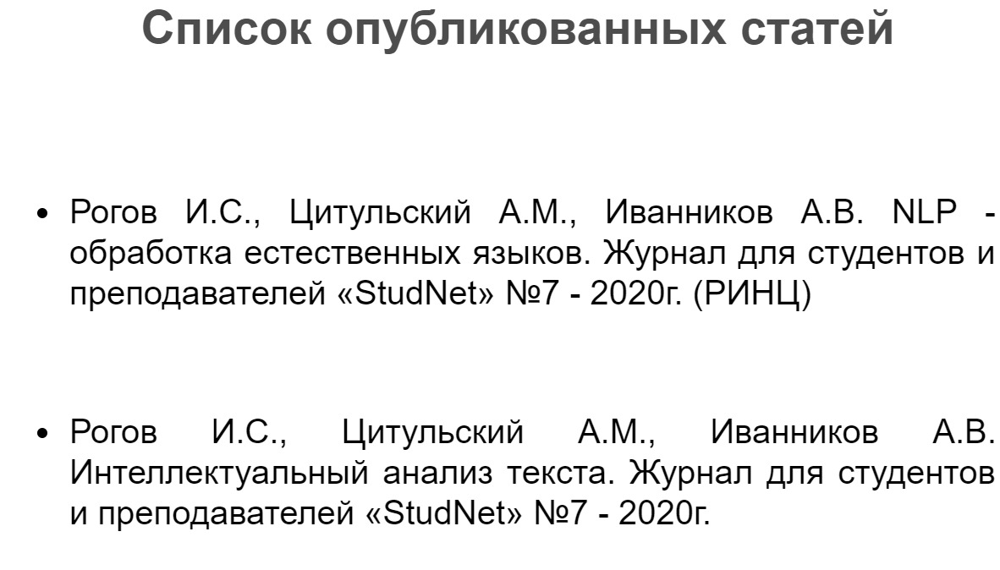 Список опубликованных статей
• Рогов И.С., Цитульский А.М., Иванников А.В. NLP -
обработка естественных языков. Журнал для студентов и
преподавателей «StudNet» №7 - 2020г. (РИНЦ)
• Рогов И.С., Цитульский А.М., Иванников А.В.
Интеллектуальный анализ текста. Журнал для студентов
и преподавателей «StudNet» №7 - 2020г.